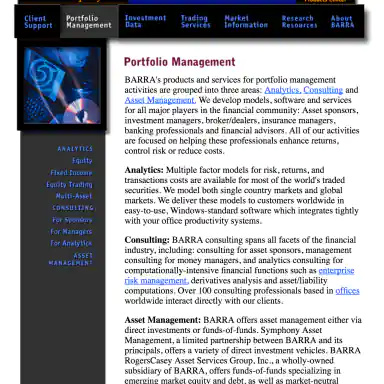 Products Center
Client Support
Portfolio Management
Investment Data
Trading Services
Market Information
Research Resources
About BARRA
ANALYTICS
Equity
Fixed Income
Equity Trading
Multi-Asset
CONSULTING
For Sponsors
For Managers
For Analytics
ASSET
MANAGEMENT
Portfolio Management
BARRA's products and services for portfolio management
activities are grouped into three areas: Analytics, Consulting and
Asset Management. We develop models, software and services
for all major players in the financial community: Asset sponsors,
investment managers, broker/dealers, insurance managers,
banking professionals and financial advisors. All of our activities
are focused on helping these professionals enhance returns,
control risk or reduce costs.
Analytics: Multiple factor models for risk, returns, and
transactions costs are available for most of the world's traded
securities. We model both single country markets and global
markets. We deliver these models to customers worldwide in
easy-to-use, Windows-standard software which integrates tightly
with your office productivity systems.
Consulting: BARRA consulting spans all facets of the financial
industry, including: consulting for asset sponsors, management
consulting for money managers, and analytics consulting for
computationally-intensive financial functions such as enterprise
risk management, derivatives analysis and asset/liability
computations. Over 100 consulting professionals based in offices
worldwide interact directly with our clients.
Asset Management: BARRA offers asset management either via
direct investments or funds-of-funds. Symphony Asset
Management, a limited partnership between BARRA and its
principals, offers a variety of direct investment vehicles. BARRA
RogersCasey Asset Services Group, Inc., a wholly-owned
subsidiary of BARRA, offers funds-of-funds specializing in
emerging market equity and debt, as well as market-neutral